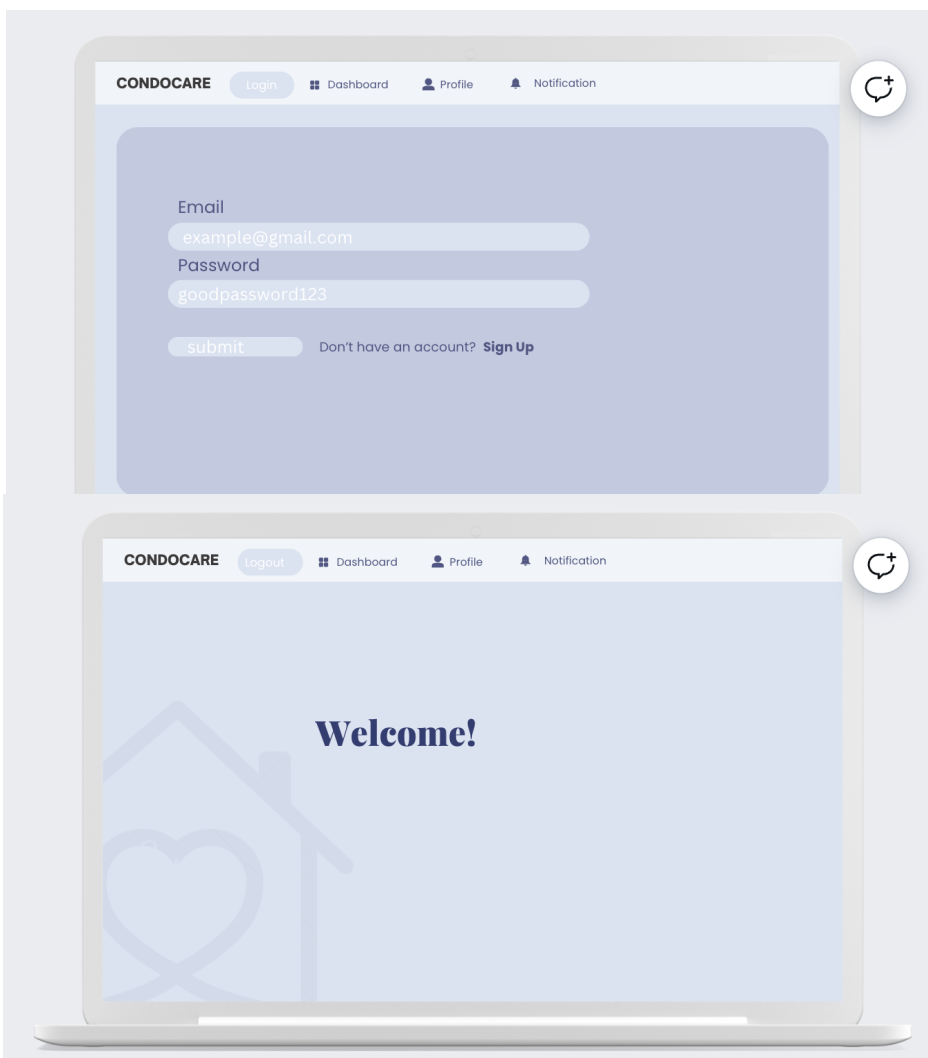 CONDOCARE Login Dashboard Profile Notification
Email
example@gmail.com
Password
goodpassword123
submit Don't have an account? Sign Up
CONDOCARE Logout Dashboard Profile Notification
Welcome!